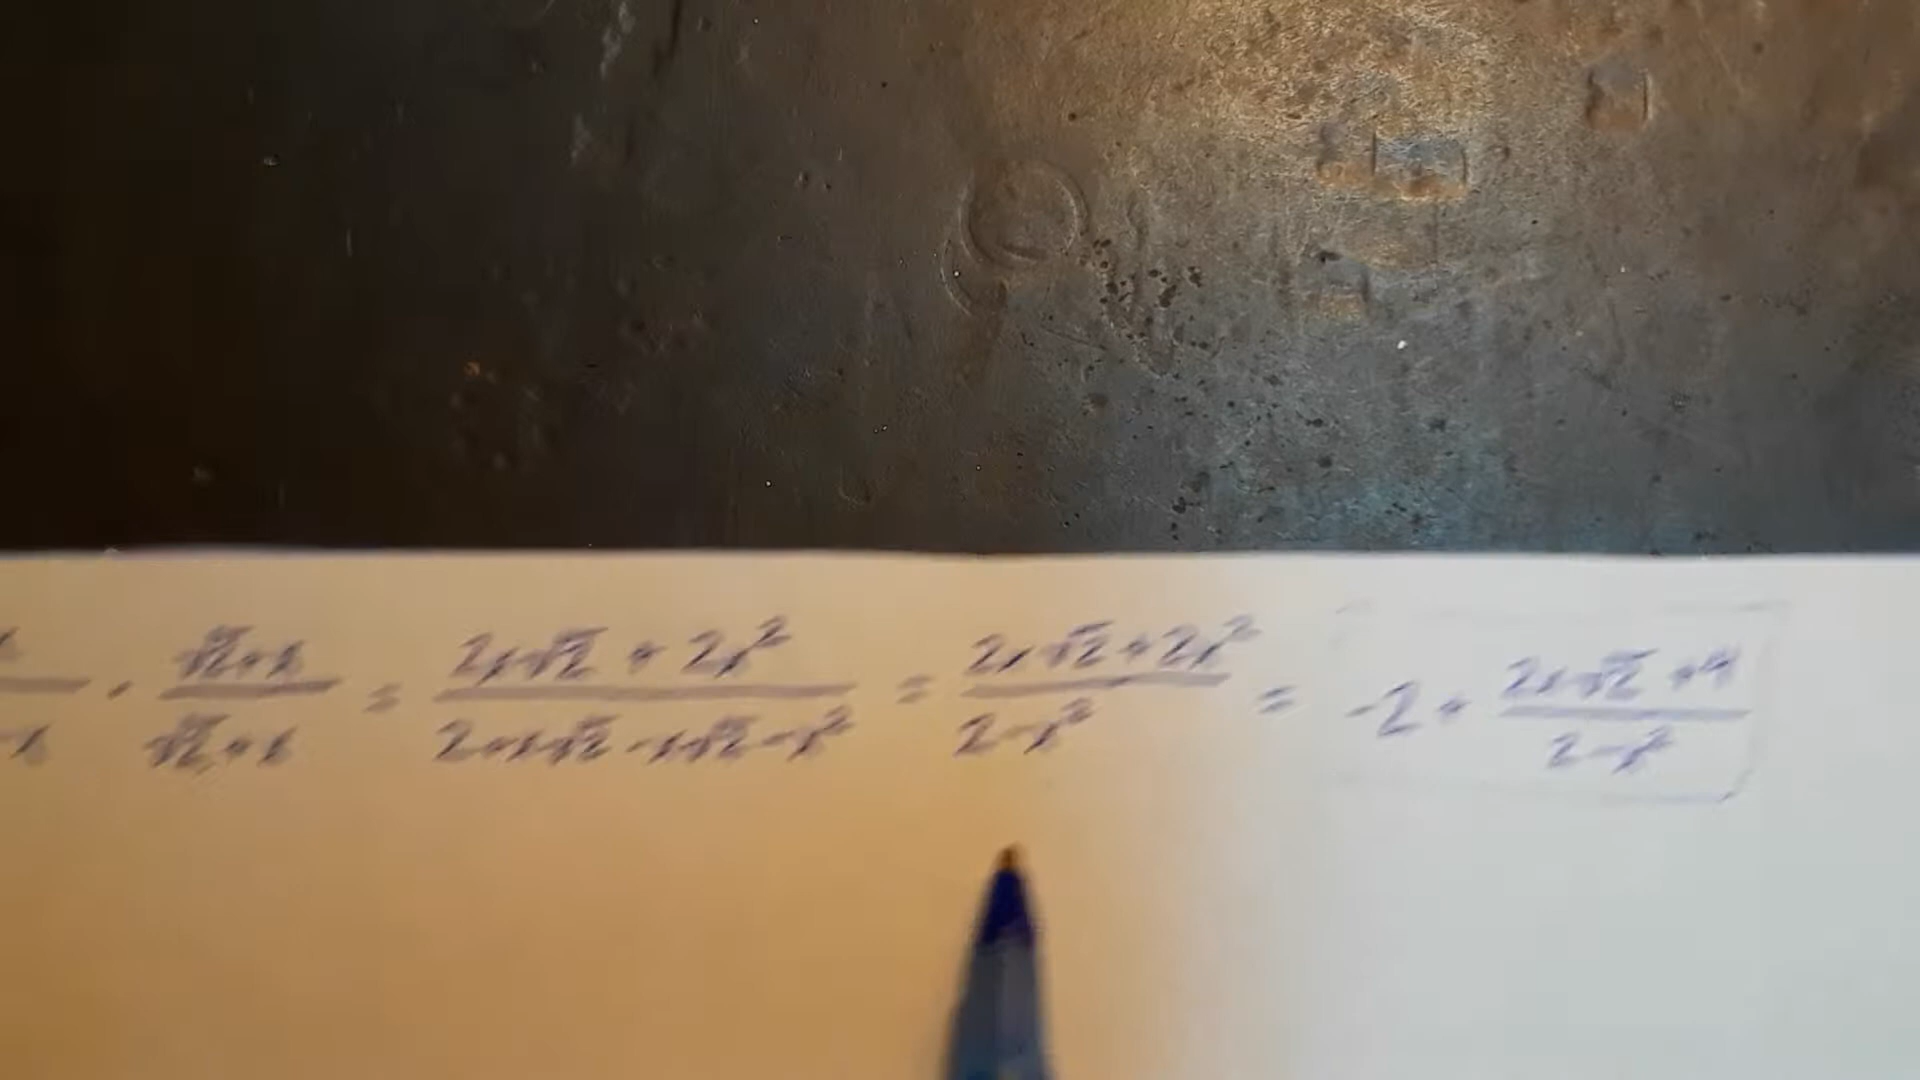 x/-x · (√2+x)/(√2+x) = (2x√2 + 2x²)/(2+x√2-x√2-x²) = (2x√2+2x²)/(2-x²) = -2 + (2x√2+4)/(2-x²)